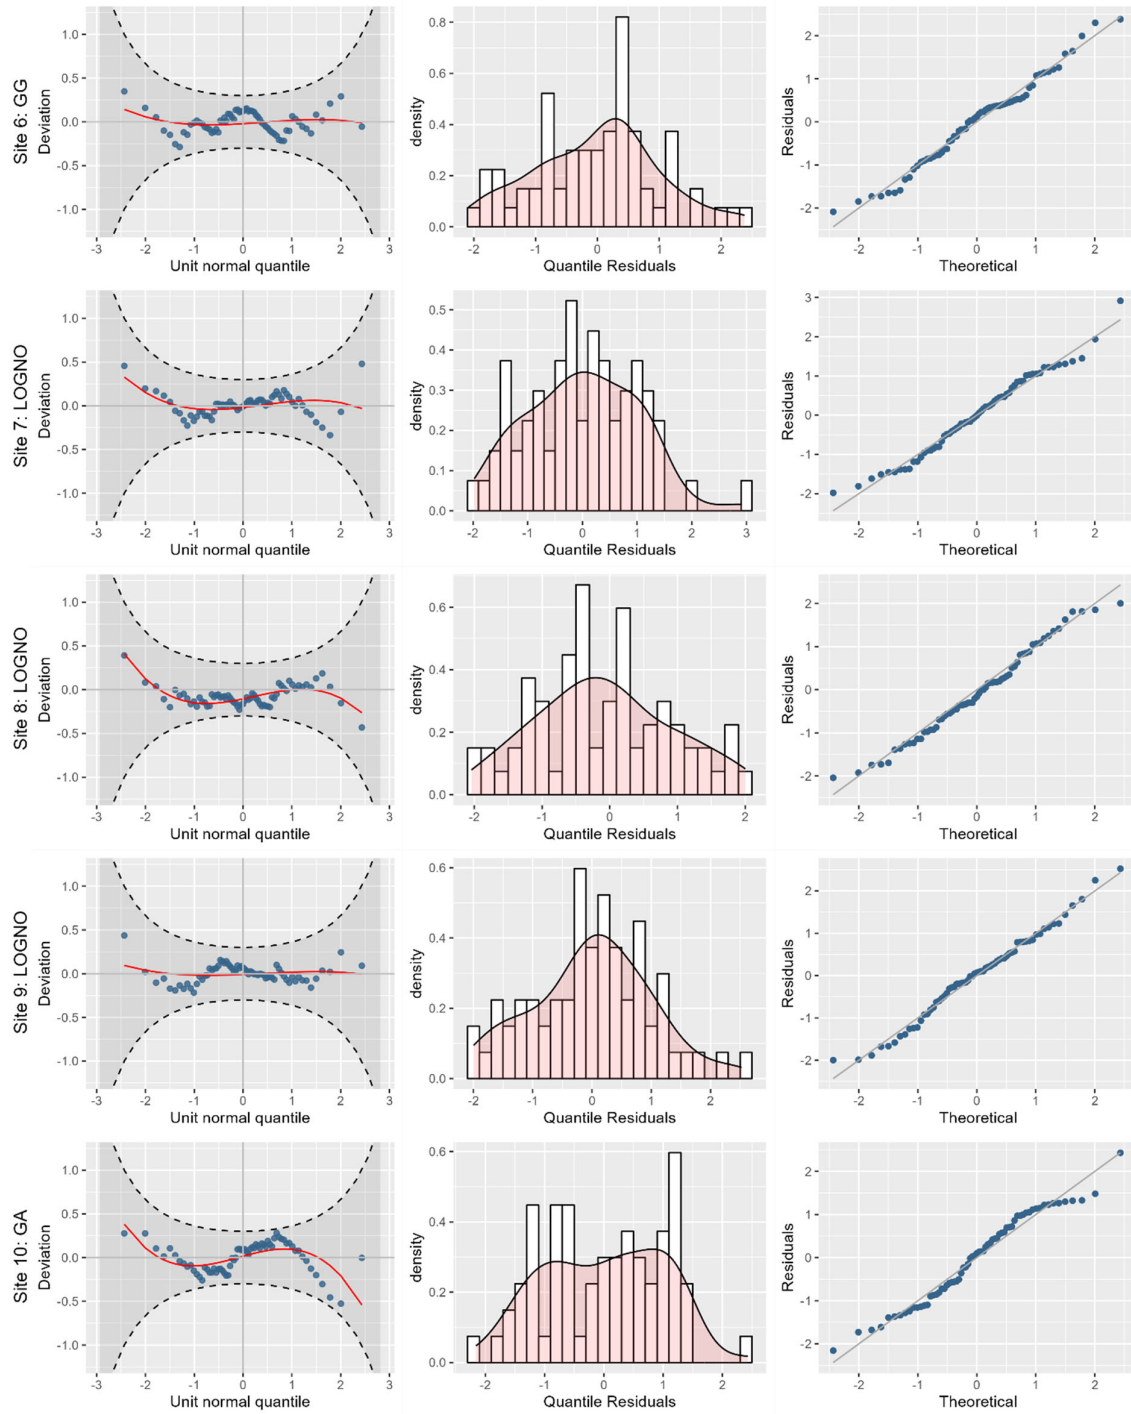 Site 6: GG
Deviation
1.0
0.5
0.0
-0.5
-1.0
-3 -2 -1 0 1 2 3
Unit normal quantile
density
0.8
0.6
0.4
0.2
0.0
-2 -1 0 1 2
Quantile Residuals
Residuals
2
1
0
-1
-2
-2 -1 0 1 2
Theoretical
Site 7: LOGNO
Deviation
1.0
0.5
0.0
-0.5
-1.0
-3 -2 -1 0 1 2 3
Unit normal quantile
density
0.5
0.4
0.3
0.2
0.1
0.0
-2 -1 0 1 2 3
Quantile Residuals
Residuals
3
2
1
0
-1
-2
-2 -1 0 1 2
Theoretical
Site 8: LOGNO
Deviation
1.0
0.5
0.0
-0.5
-1.0
-3 -2 -1 0 1 2 3
Unit normal quantile
density
0.6
0.4
0.2
0.0
-2 -1 0 1 2
Quantile Residuals
Residuals
2
1
0
-1
-2
-2 -1 0 1 2
Theoretical
Site 9: LOGNO
Deviation
1.0
0.5
0.0
-0.5
-1.0
-3 -2 -1 0 1 2 3
Unit normal quantile
density
0.6
0.4
0.2
0.0
-2 -1 0 1 2
Quantile Residuals
Residuals
2
1
0
-1
-2
-2 -1 0 1 2
Theoretical
Site 10: GA
Deviation
1.0
0.5
0.0
-0.5
-1.0
-3 -2 -1 0 1 2 3
Unit normal quantile
density
0.6
0.4
0.2
0.0
-2 -1 0 1 2
Quantile Residuals
Residuals
2
1
0
-1
-2
-2 -1 0 1 2
Theoretical